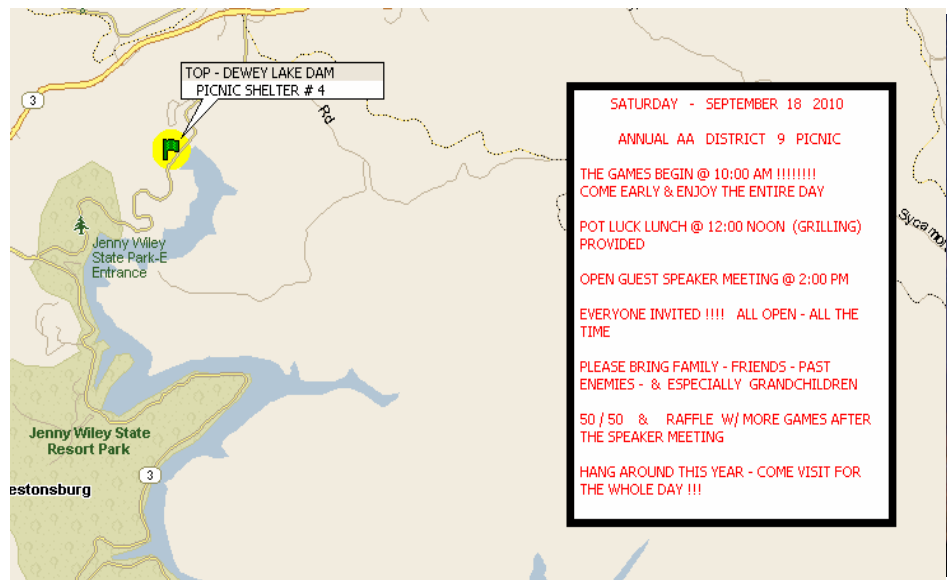 TOP - DEWEY LAKE DAM
PICNIC SHELTER # 4
3
Rd
Jenny Wiley
State Park-E
Entrance
Jenny Wiley State
Resort Park
3
estonsburg
SATURDAY - SEPTEMBER 18 2010
ANNUAL AA DISTRICT 9 PICNIC
THE GAMES BEGIN @ 10:00 AM !!!!!!!!
COME EARLY & ENJOY THE ENTIRE DAY
POT LUCK LUNCH @ 12:00 NOON (GRILLING)
PROVIDED
OPEN GUEST SPEAKER MEETING @ 2:00 PM
EVERYONE INVITED !!!! ALL OPEN - ALL THE
TIME
PLEASE BRING FAMILY - FRIENDS - PAST
ENEMIES - & ESPECIALLY GRANDCHILDREN
50 / 50 & RAFFLE W/ MORE GAMES AFTER
THE SPEAKER MEETING
HANG AROUND THIS YEAR - COME VISIT FOR
THE WHOLE DAY !!!
Sycamor